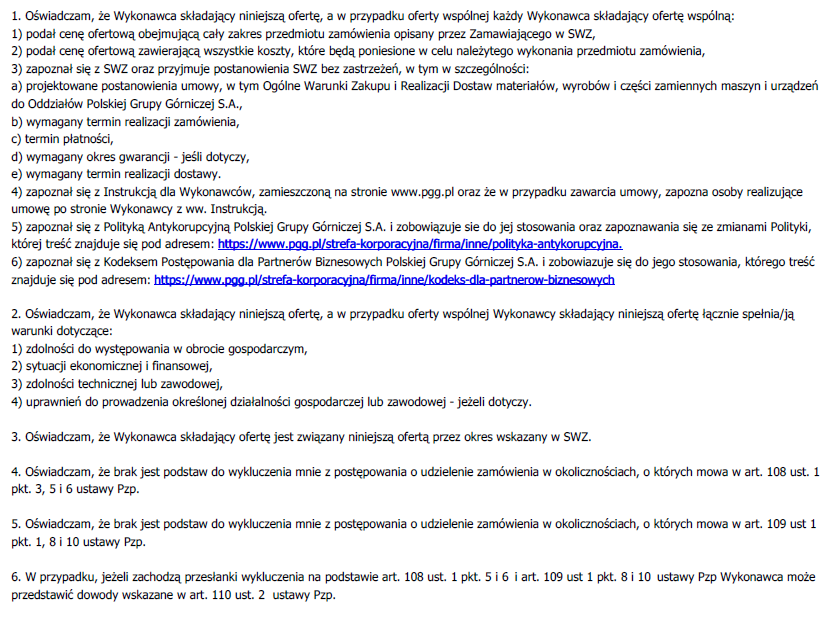 1. Oświadczam, że Wykonawca składający niniejszą ofertę, a w przypadku oferty wspólnej każdy Wykonawca składający ofertę wspólną:
1) podał cenę ofertową obejmującą cały zakres przedmiotu zamówienia opisany przez Zamawiającego w SWZ,
2) podał cenę ofertową zawierającą wszystkie koszty, które będą poniesione w celu należytego wykonania przedmiotu zamówienia,
3) zapoznał się z SWZ oraz przyjmuje postanowienia SWZ bez zastrzeżeń, w tym w szczególności:
a) projektowane postanowienia umowy, w tym Ogólne Warunki Zakupu i Realizacji Dostaw materiałów, wyrobów i części zamiennych maszyn i urządzeń
do Oddziałów Polskiej Grupy Górniczej S.A.,
b) wymagany termin realizacji zamówienia,
c) termin płatności,
d) wymagany okres gwarancji - jeśli dotyczy,
e) wymagany termin realizacji dostawy.
4) zapoznał się z Instrukcją dla Wykonawców, zamieszczoną na stronie www.pgg.pl oraz że w przypadku zawarcia umowy, zapozna osoby realizujące
umowę po stronie Wykonawcy z ww. Instrukcją.
5) zapoznał się z Polityką Antykorupcyjną Polskiej Grupy Górniczej S.A. i zobowiązuje sie do jej stosowania oraz zapoznawania się ze zmianami Polityki,
której treść znajduje się pod adresem: https://www.pgg.pl/strefa-korporacyjna/firma/inne/polityka-antykorupcyjna.
6) zapoznał się z Kodeksem Postępowania dla Partnerów Biznesowych Polskiej Grupy Górniczej S.A. i zobowiazuje się do jego stosowania, którego treść
znajduje się pod adresem: https://www.pgg.pl/strefa-korporacyjna/firma/inne/kodeks-dla-partnerow-biznesowych
2. Oświadczam, że Wykonawca składający niniejszą ofertę, a w przypadku oferty wspólnej Wykonawcy składający niniejszą ofertę łącznie spełnia/ją
warunki dotyczące:
1) zdolności do występowania w obrocie gospodarczym,
2) sytuacji ekonomicznej i finansowej,
3) zdolności technicznej lub zawodowej,
4) uprawnień do prowadzenia określonej działalności gospodarczej lub zawodowej - jeżeli dotyczy.
3. Oświadczam, że Wykonawca składający ofertę jest związany niniejszą ofertą przez okres wskazany w SWZ.
4. Oświadczam, że brak jest podstaw do wykluczenia mnie z postępowania o udzielenie zamówienia w okolicznościach, o których mowa w art. 108 ust. 1
pkt. 3, 5 i 6 ustawy Pzp.
5. Oświadczam, że brak jest podstaw do wykluczenia mnie z postępowania o udzielenie zamówienia w okolicznościach, o których mowa w art. 109 ust 1
pkt. 1, 8 i 10 ustawy Pzp.
6. W przypadku, jeżeli zachodzą przesłanki wykluczenia na podstawie art. 108 ust. 1 pkt. 5 i 6 i art. 109 ust 1 pkt. 8 i 10 ustawy Pzp Wykonawca może
przedstawić dowody wskazane w art. 110 ust. 2 ustawy Pzp.